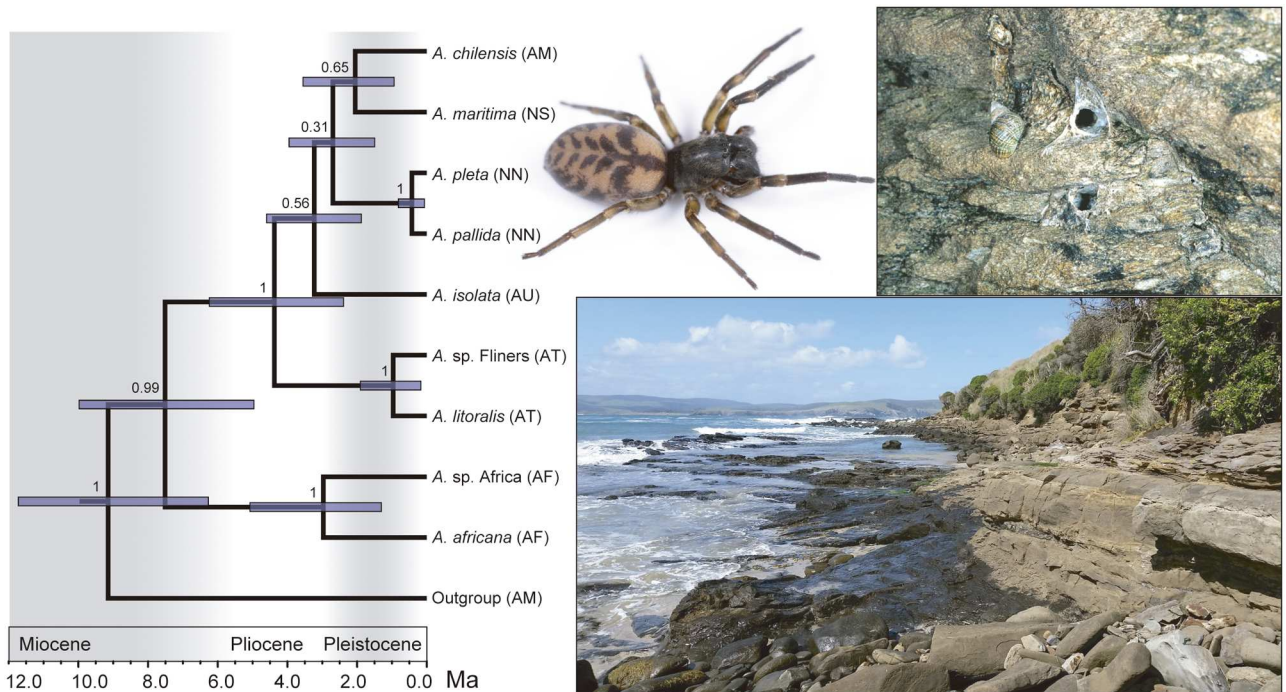 0.65
A. chilensis (AM)
A. maritima (NS)
0.31
1
A. pleta (NN)
0.56
A. pallida (NN)
1
A. isolata (AU)
1
A. sp. Fliners (AT)
0.99
A. litoralis (AT)
1
1
A. sp. Africa (AF)
A. africana (AF)
Outgroup (AM)
Miocene Pliocene Pleistocene
12.0 10.0 8.0 6.0 4.0 2.0 0.0 Ma